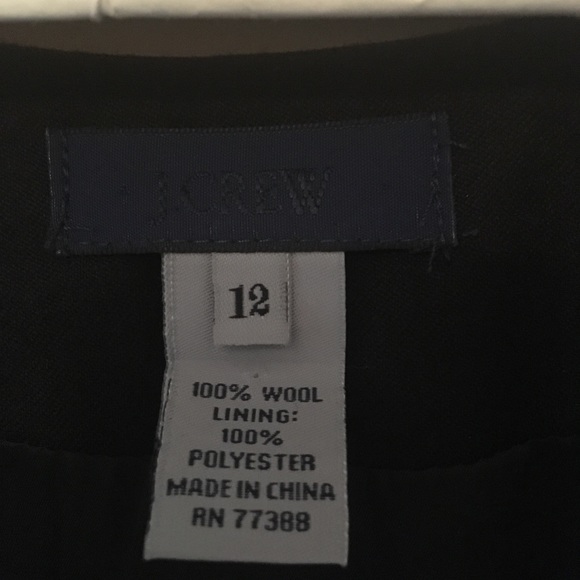 J.CREW
12
100% WOOL
LINING:
100%
POLYESTER
MADE IN CHINA
RN 77388